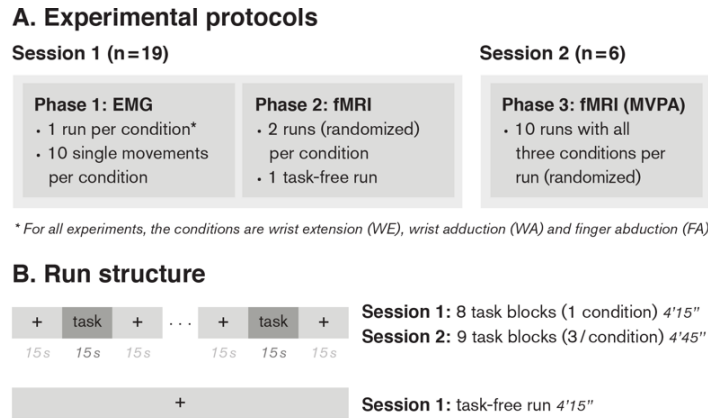 A. Experimental protocols
Session 1 (n=19)
Session 2 (n=6)
Phase 1: EMG
· 1 run per condition*
· 10 single movements
per condition
Phase 2: fMRI
· 2 runs (randomized)
per condition
· 1 task-free run
Phase 3: fMRI (MVPA)
· 10 runs with all
three conditions per
run (randomized)
* For all experiments, the conditions are wrist extension (WE), wrist adduction (WA) and finger abduction (FA)
B. Run structure
+ task + · · · + task +
15s 15s 15s 15s 15s 15s
Session 1: 8 task blocks (1 condition) 4'15"
Session 2: 9 task blocks (3/condition) 4'45"
+
Session 1: task-free run 4'15"